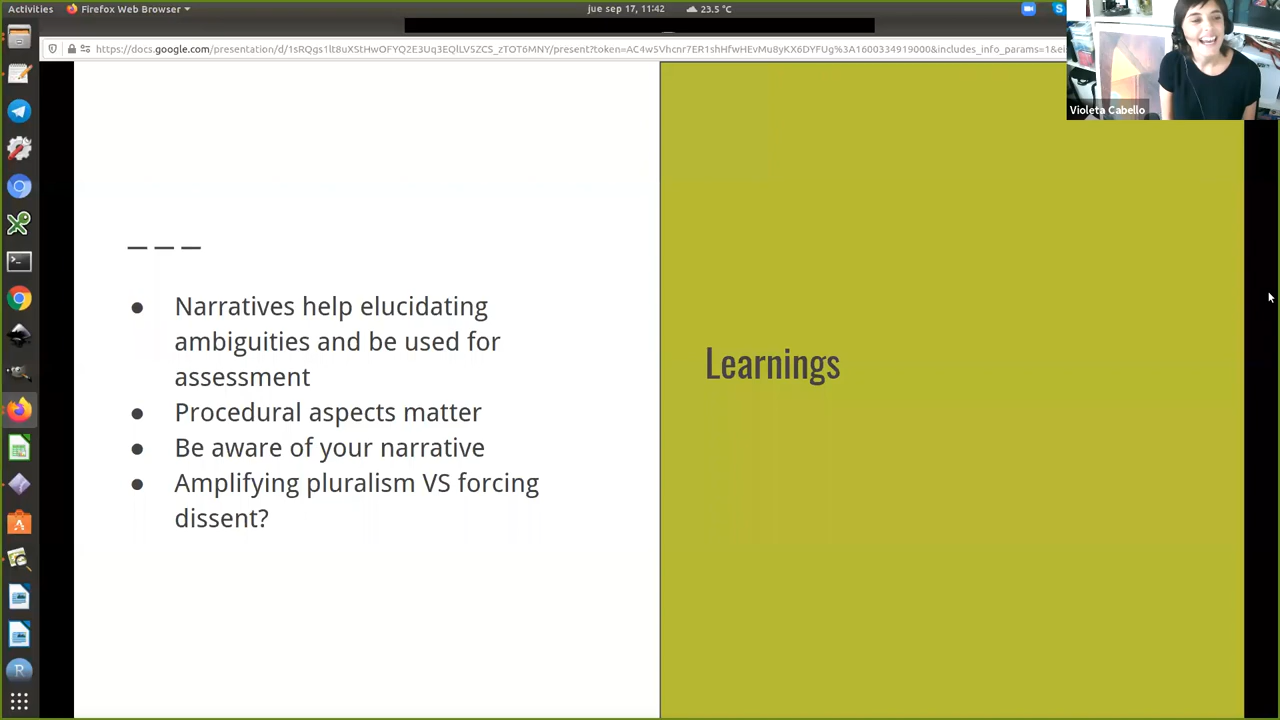 Activities
Firefox Web Browser
jue sep 17, 11:42
23.5 °C
https://docs.google.com/presentation/d/1sRQgs1lt8uXStHwOFYQ2E3Uq3EQlLV5ZCS_zTOT6MNY/present?token=AC4w5Vhcnr7ER1shHfwHEvMu8yKX6DYFUg%3A1600334919000&includes_info_params=1&ei
Violeta Cabello
Narratives help elucidating
ambiguities and be used for
assessment
Procedural aspects matter
Be aware of your narrative
Amplifying pluralism VS forcing
dissent?
Learnings